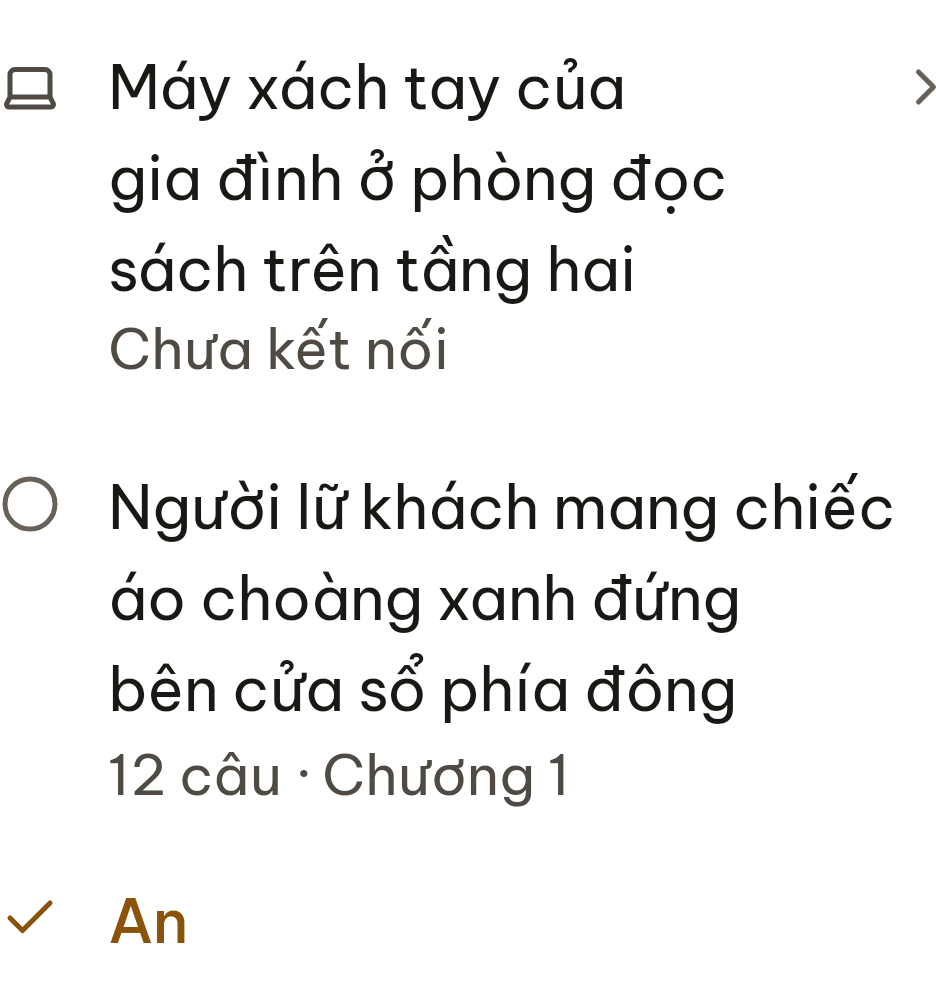 Máy xách tay của
gia đình ở phòng đọc
sách trên tầng hai
Chưa kết nối
Người lữ khách mang chiếc
áo choàng xanh đứng
bên cửa sổ phía đông
12 câu · Chương 1
An